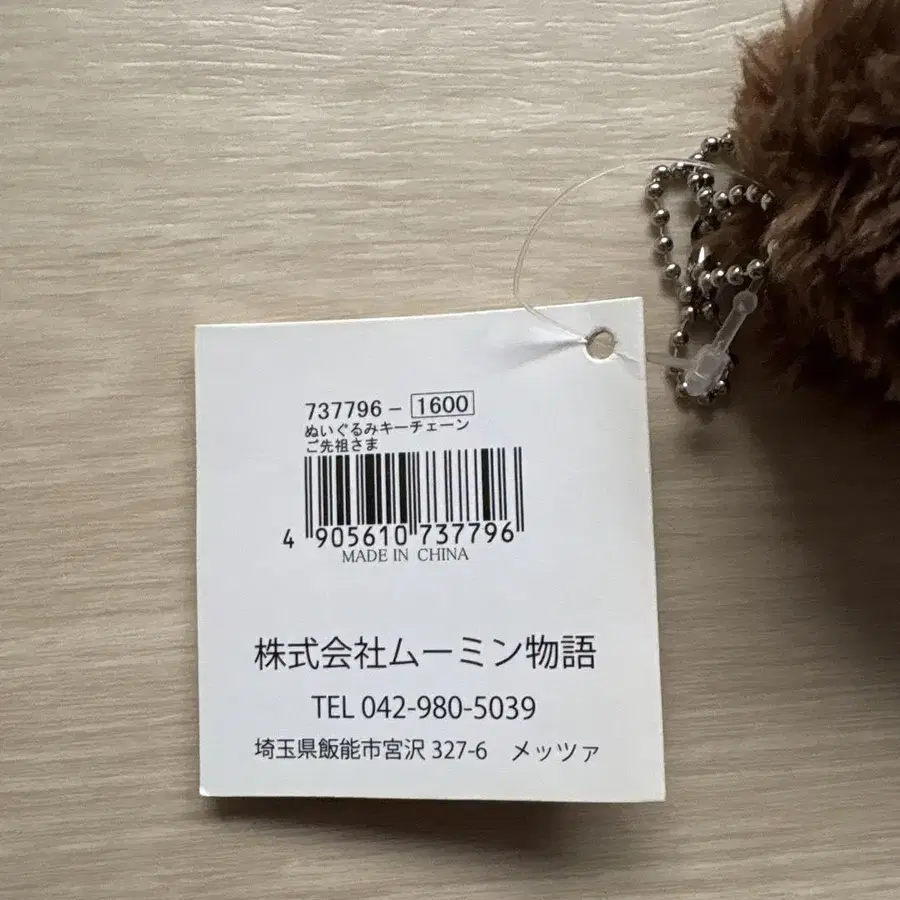 737796-1600
ぬいぐるみキーチェーン
ご先祖さま
4 905610 737796
MADE IN CHINA
株式会社ムーミン物語
TEL 042-980-5039
埼玉県飯能市宮沢 327-6　メッツァ